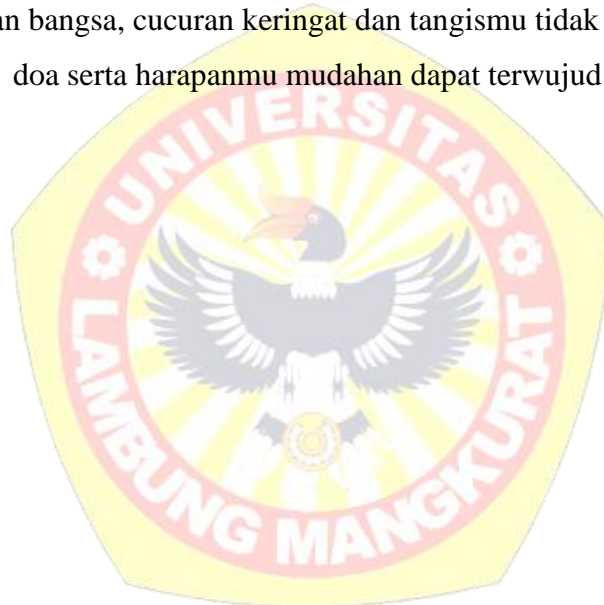 an bangsa, cucuran keringat dan tangismu tidak
doa serta harapanmu mudahan dapat terwujud.
UNIVERSITAS
LAMBUNG MANGKURAT